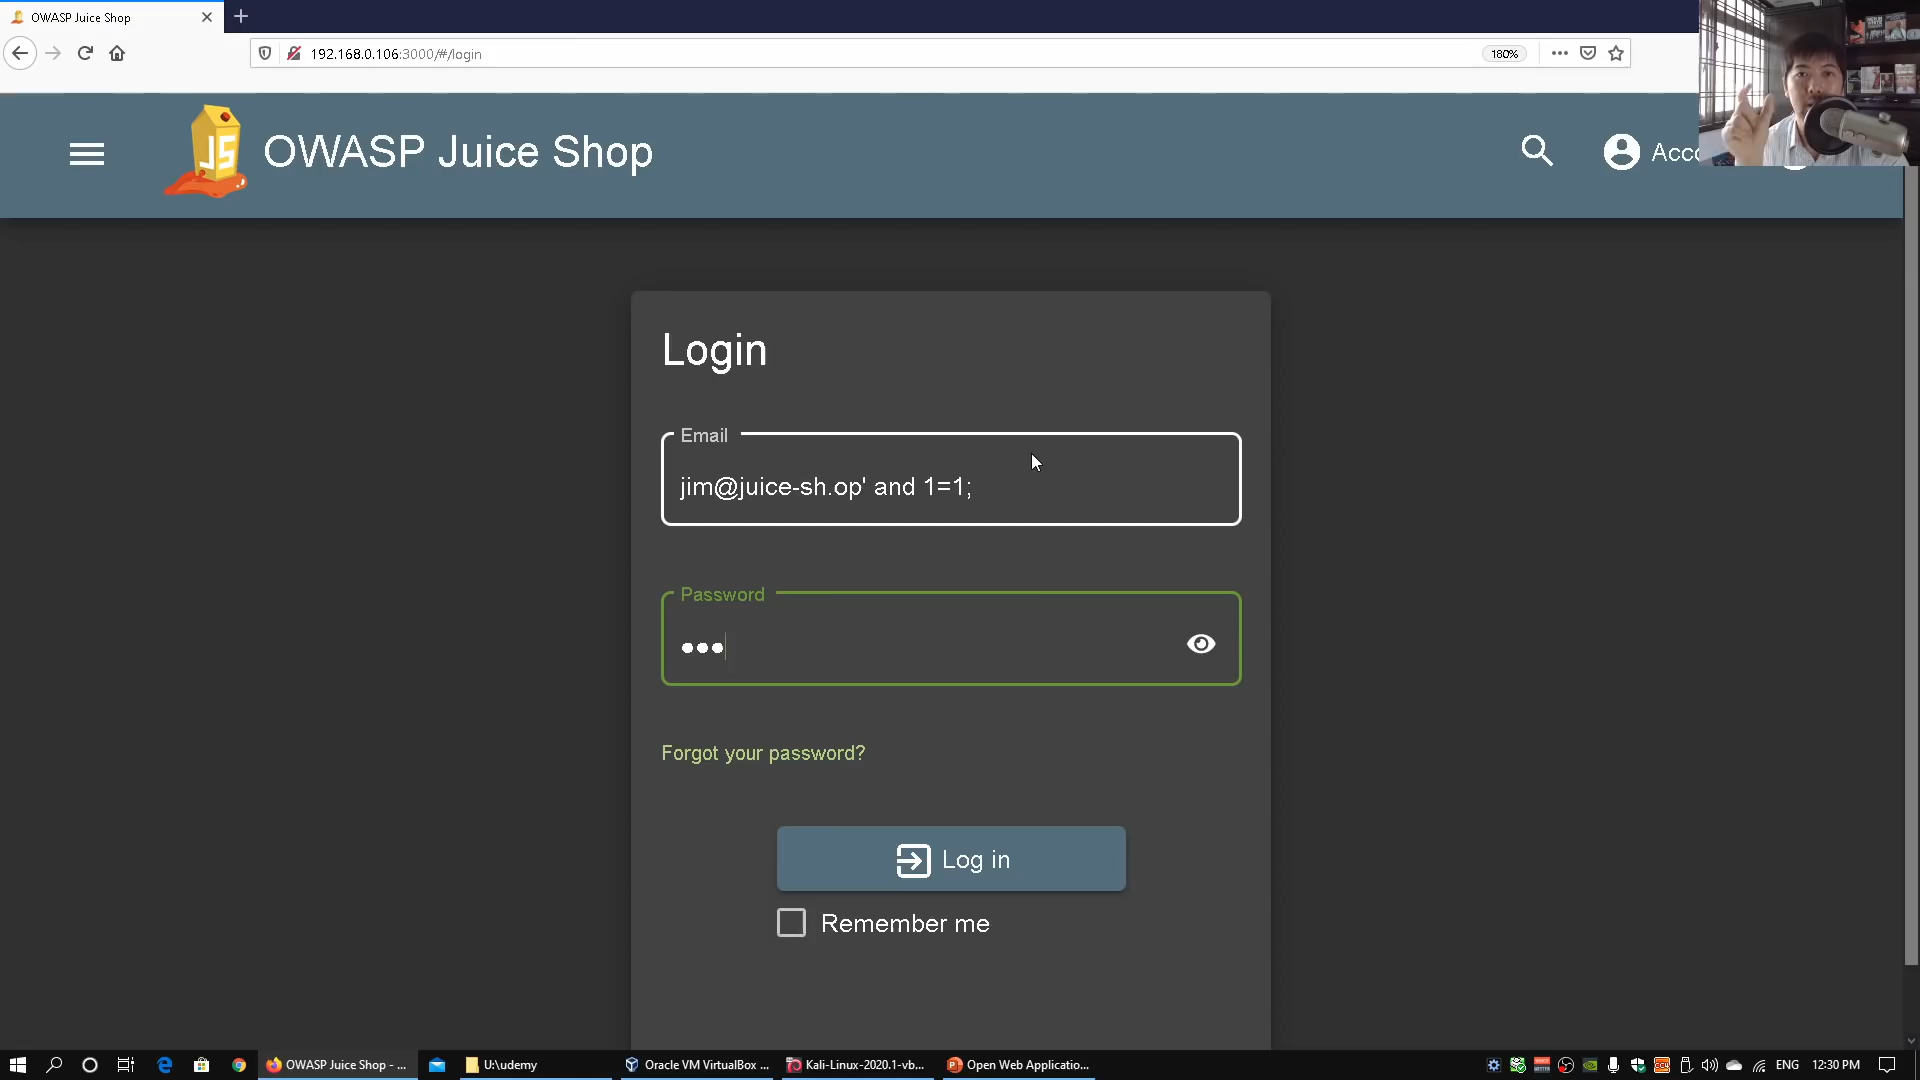 OWASP Juice Shop
192.168.0.106:3000/#/login
180%
JS
OWASP Juice Shop
Acco
Login
Email
jim@juice-sh.op' and 1=1;
Password
Forgot your password?
Log in
Remember me
OWASP Juice Shop - ...
U:\udemy
Oracle VM VirtualBox ...
Kali-Linux-2020.1-vb...
Open Web Applicatio...
ENG
12:30 PM